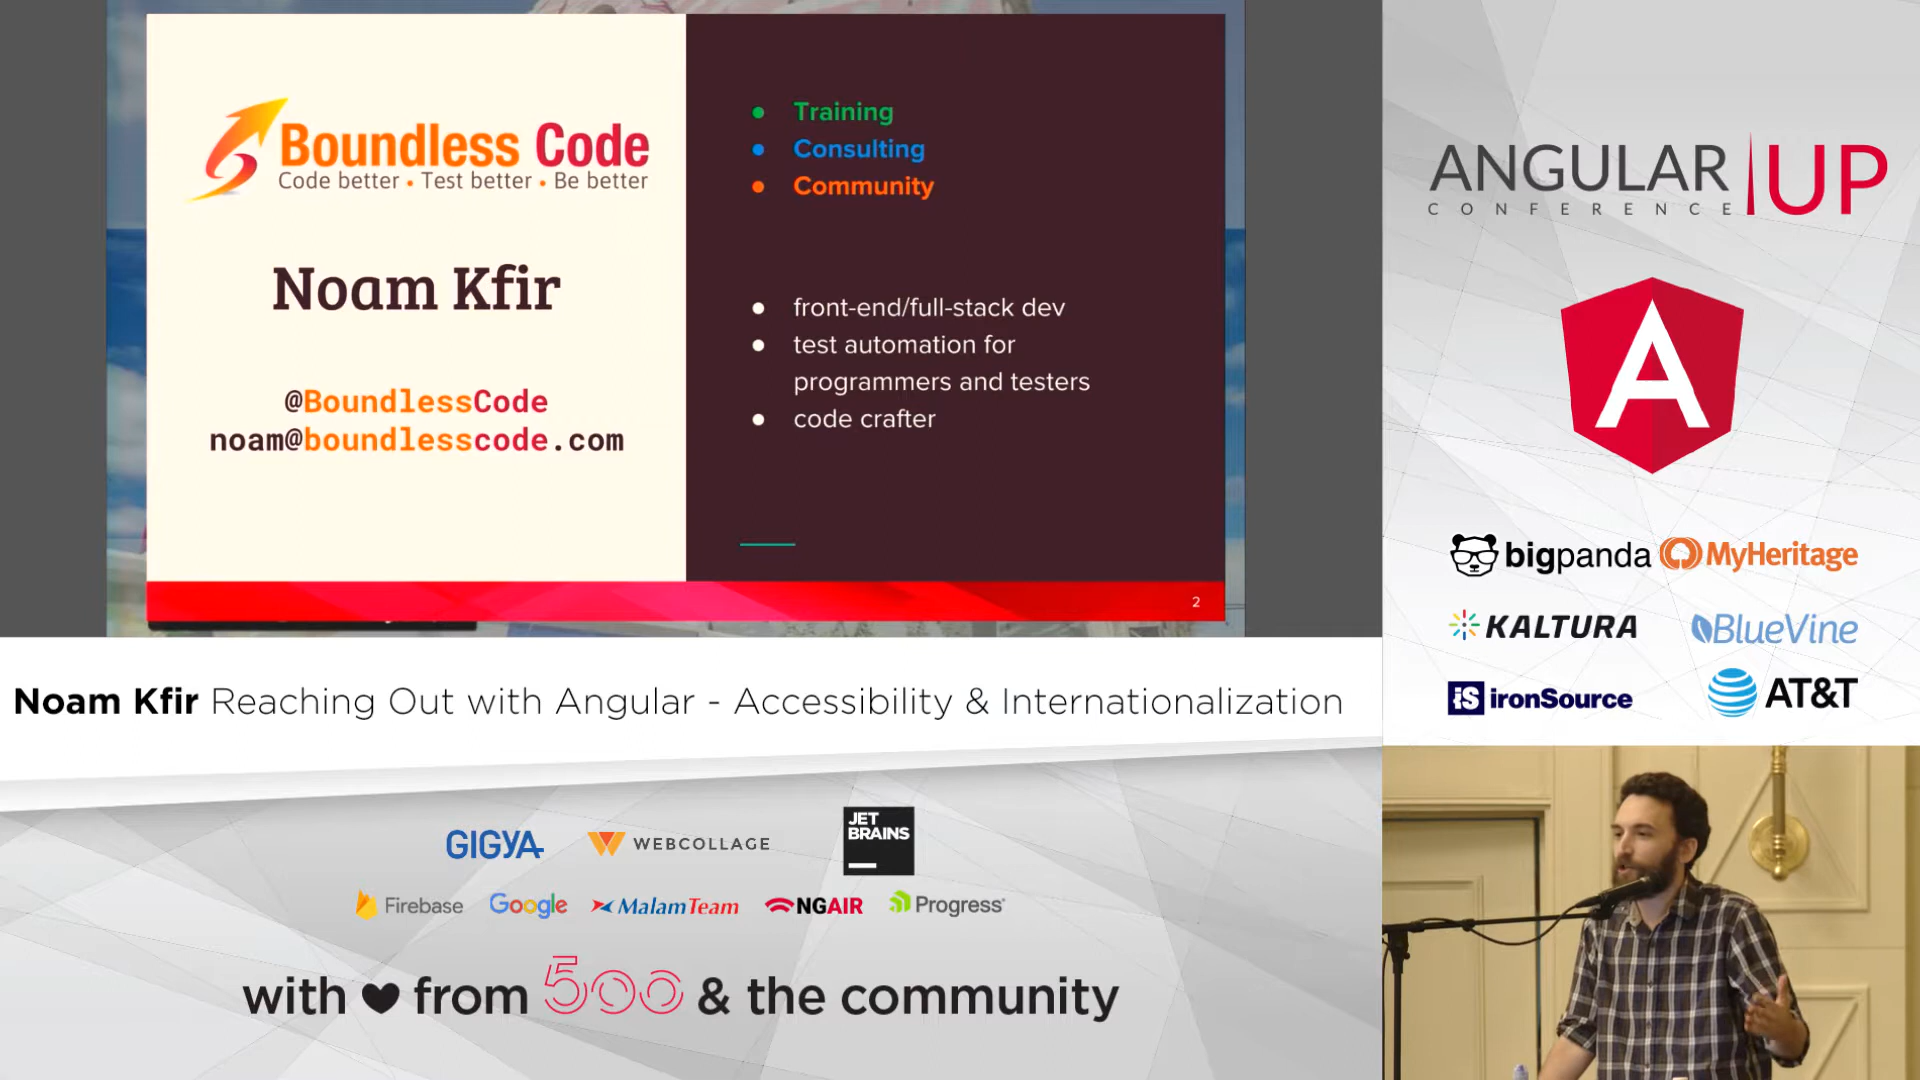 Boundless Code
Code better • Test better • Be better
Noam Kfir
@BoundlessCode
noam@boundlesscode.com
● Training
● Consulting
● Community
● front-end/full-stack dev
● test automation for
programmers and testers
● code crafter
2
Noam Kfir Reaching Out with Angular - Accessibility & Internationalization
GIGYA
WEBCOLLAGE
JET
BRAINS
Firebase
Google
MalamTeam
NGAIR
Progress
with ♥ from 500 & the community
ANGULAR UP
CONFERENCE
A
bigpanda
MyHeritage
KALTURA
BlueVine
iS ironSource
AT&T